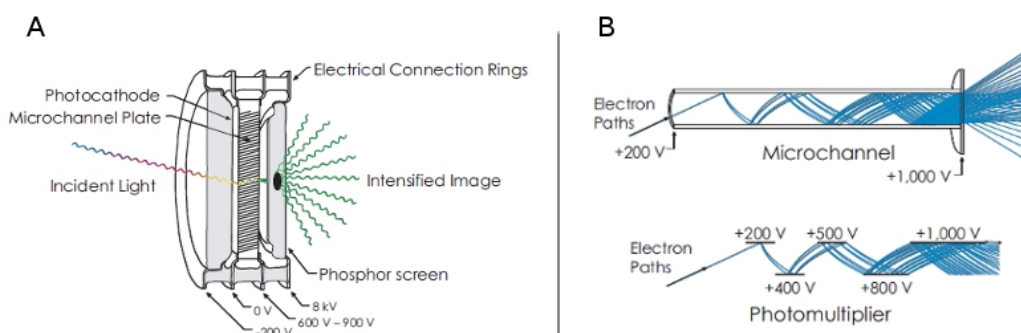 A
Electrical Connection Rings
Photocathode
Microchannel Plate
Incident Light
Intensified Image
Phosphor screen
8 kV
0 V
600 V – 900 V
-200 V
B
Electron
Paths
+200 V
Microchannel
+1,000 V
+200 V
+500 V
+1,000 V
Electron
Paths
+400 V
+800 V
Photomultiplier